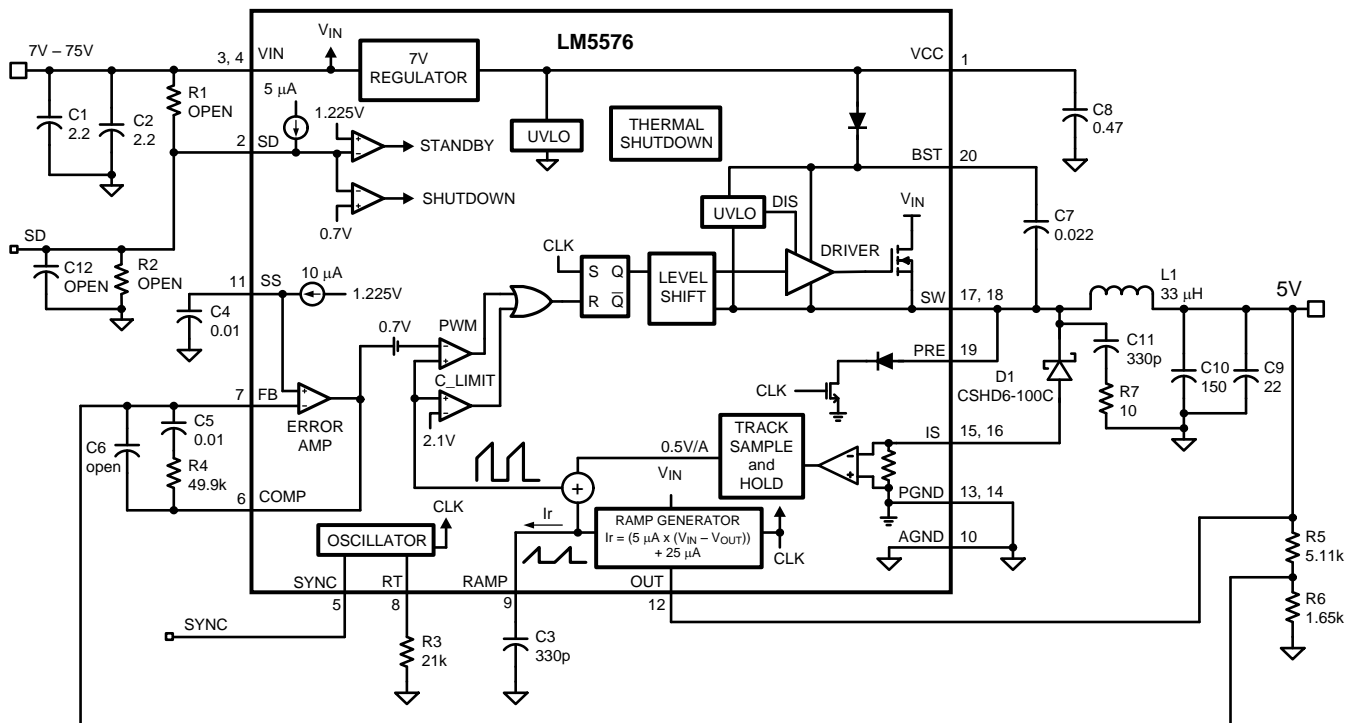 LM5576
7V – 75V
3, 4
VIN
V_IN
7V
REGULATOR
VCC
1
C1
2.2
C2
2.2
R1
OPEN
5 μA
1.225V
2
SD
STANDBY
UVLO
THERMAL
SHUTDOWN
C8
0.47
SHUTDOWN
0.7V
BST
20
UVLO
DIS
V_IN
DRIVER
C7
0.022
SD
C12
OPEN
R2
OPEN
11
SS
10 μA
1.225V
C4
0.01
CLK
S Q
R Q̅
LEVEL
SHIFT
SW
17, 18
L1
33 μH
5V
0.7V
PWM
C_LIMIT
2.1V
PRE
19
CLK
D1
CSHD6-100C
C11
330p
R7
10
C10
150
C9
22
7
FB
ERROR
AMP
C6
open
C5
0.01
R4
49.9k
6
COMP
0.5V/A
TRACK
SAMPLE
and
HOLD
IS
15, 16
PGND
13, 14
AGND
10
V_IN
Ir
RAMP GENERATOR
Ir = (5 μA x (V_IN – V_OUT))
+ 25 μA
CLK
OSCILLATOR
CLK
SYNC
5
RT
8
RAMP
9
OUT
12
R5
5.11k
R6
1.65k
SYNC
R3
21k
C3
330p